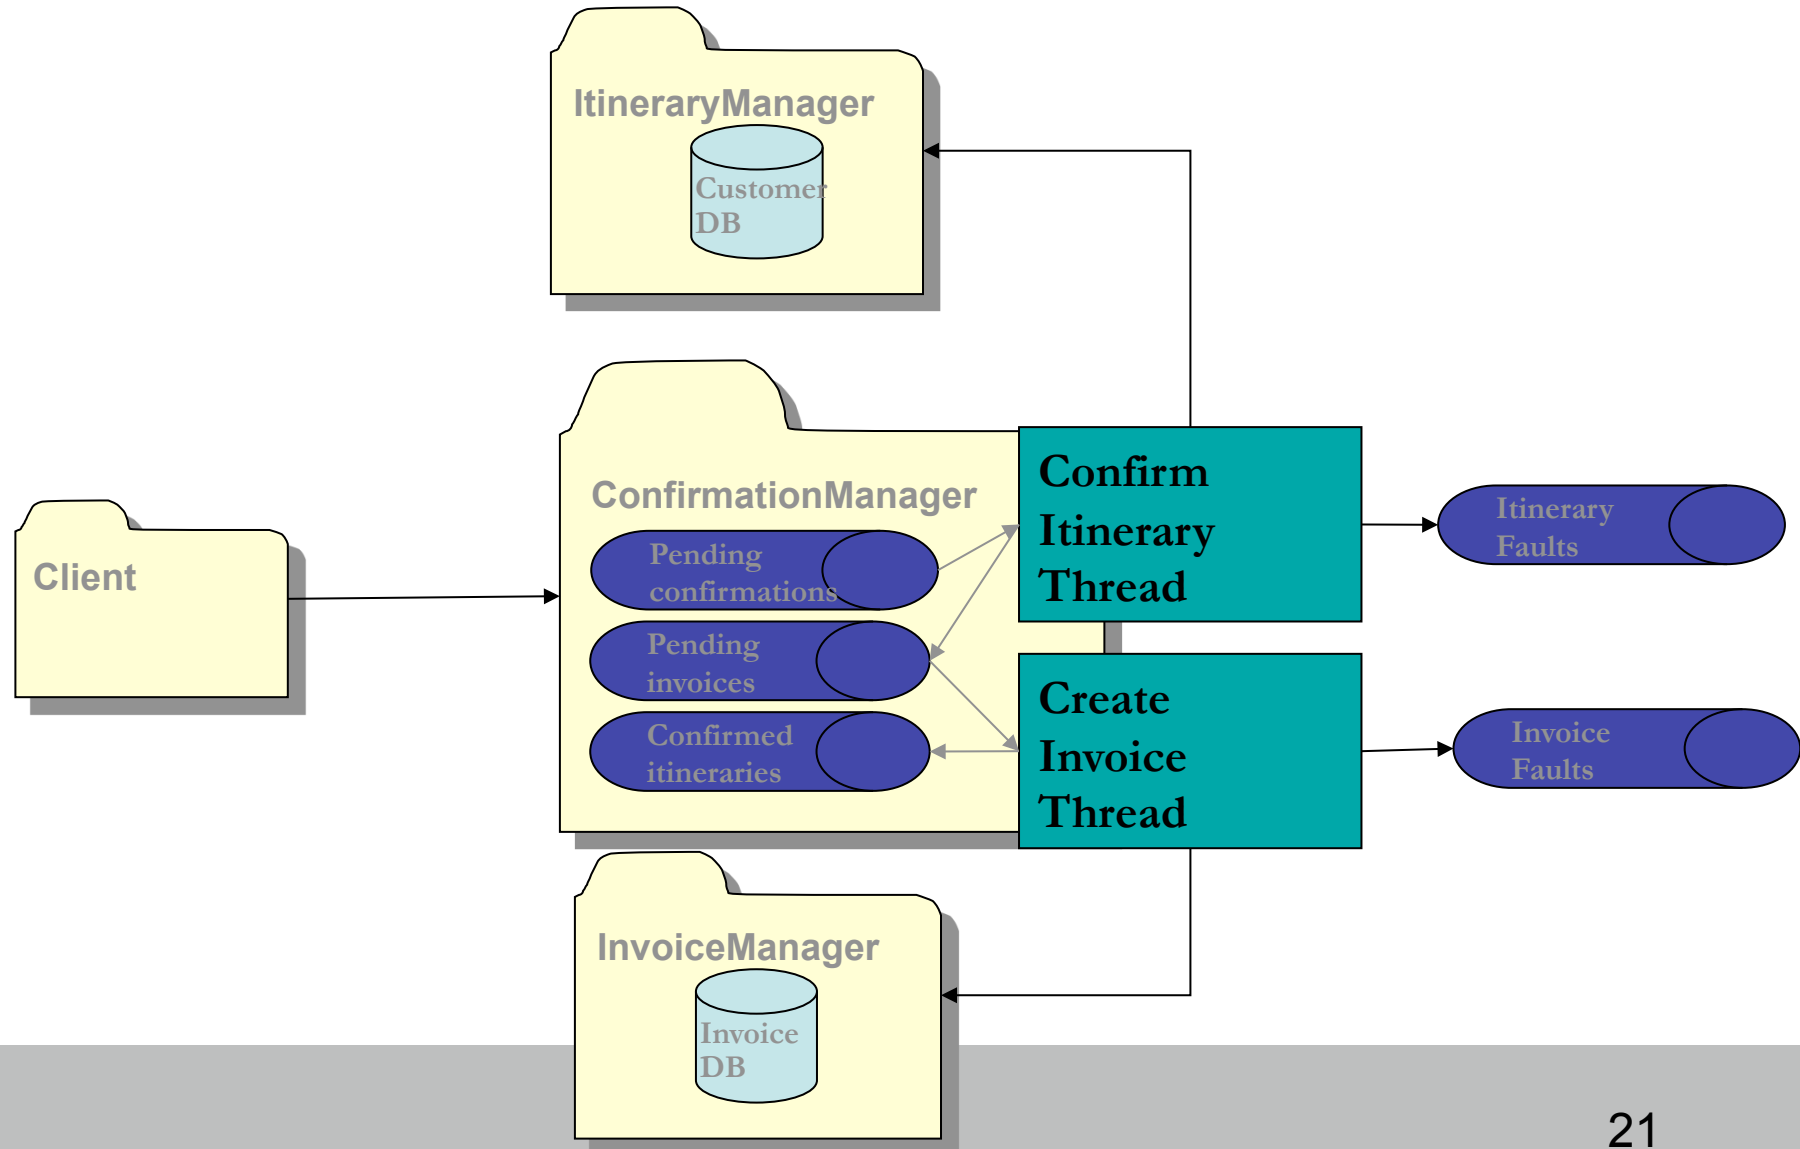 ItineraryManager
Customer
DB
ConfirmationManager
Pending
confirmations
Pending
invoices
Confirmed
itineraries
Confirm
Itinerary
Thread
Create
Invoice
Thread
Itinerary
Faults
Invoice
Faults
Client
InvoiceManager
Invoice
DB
21